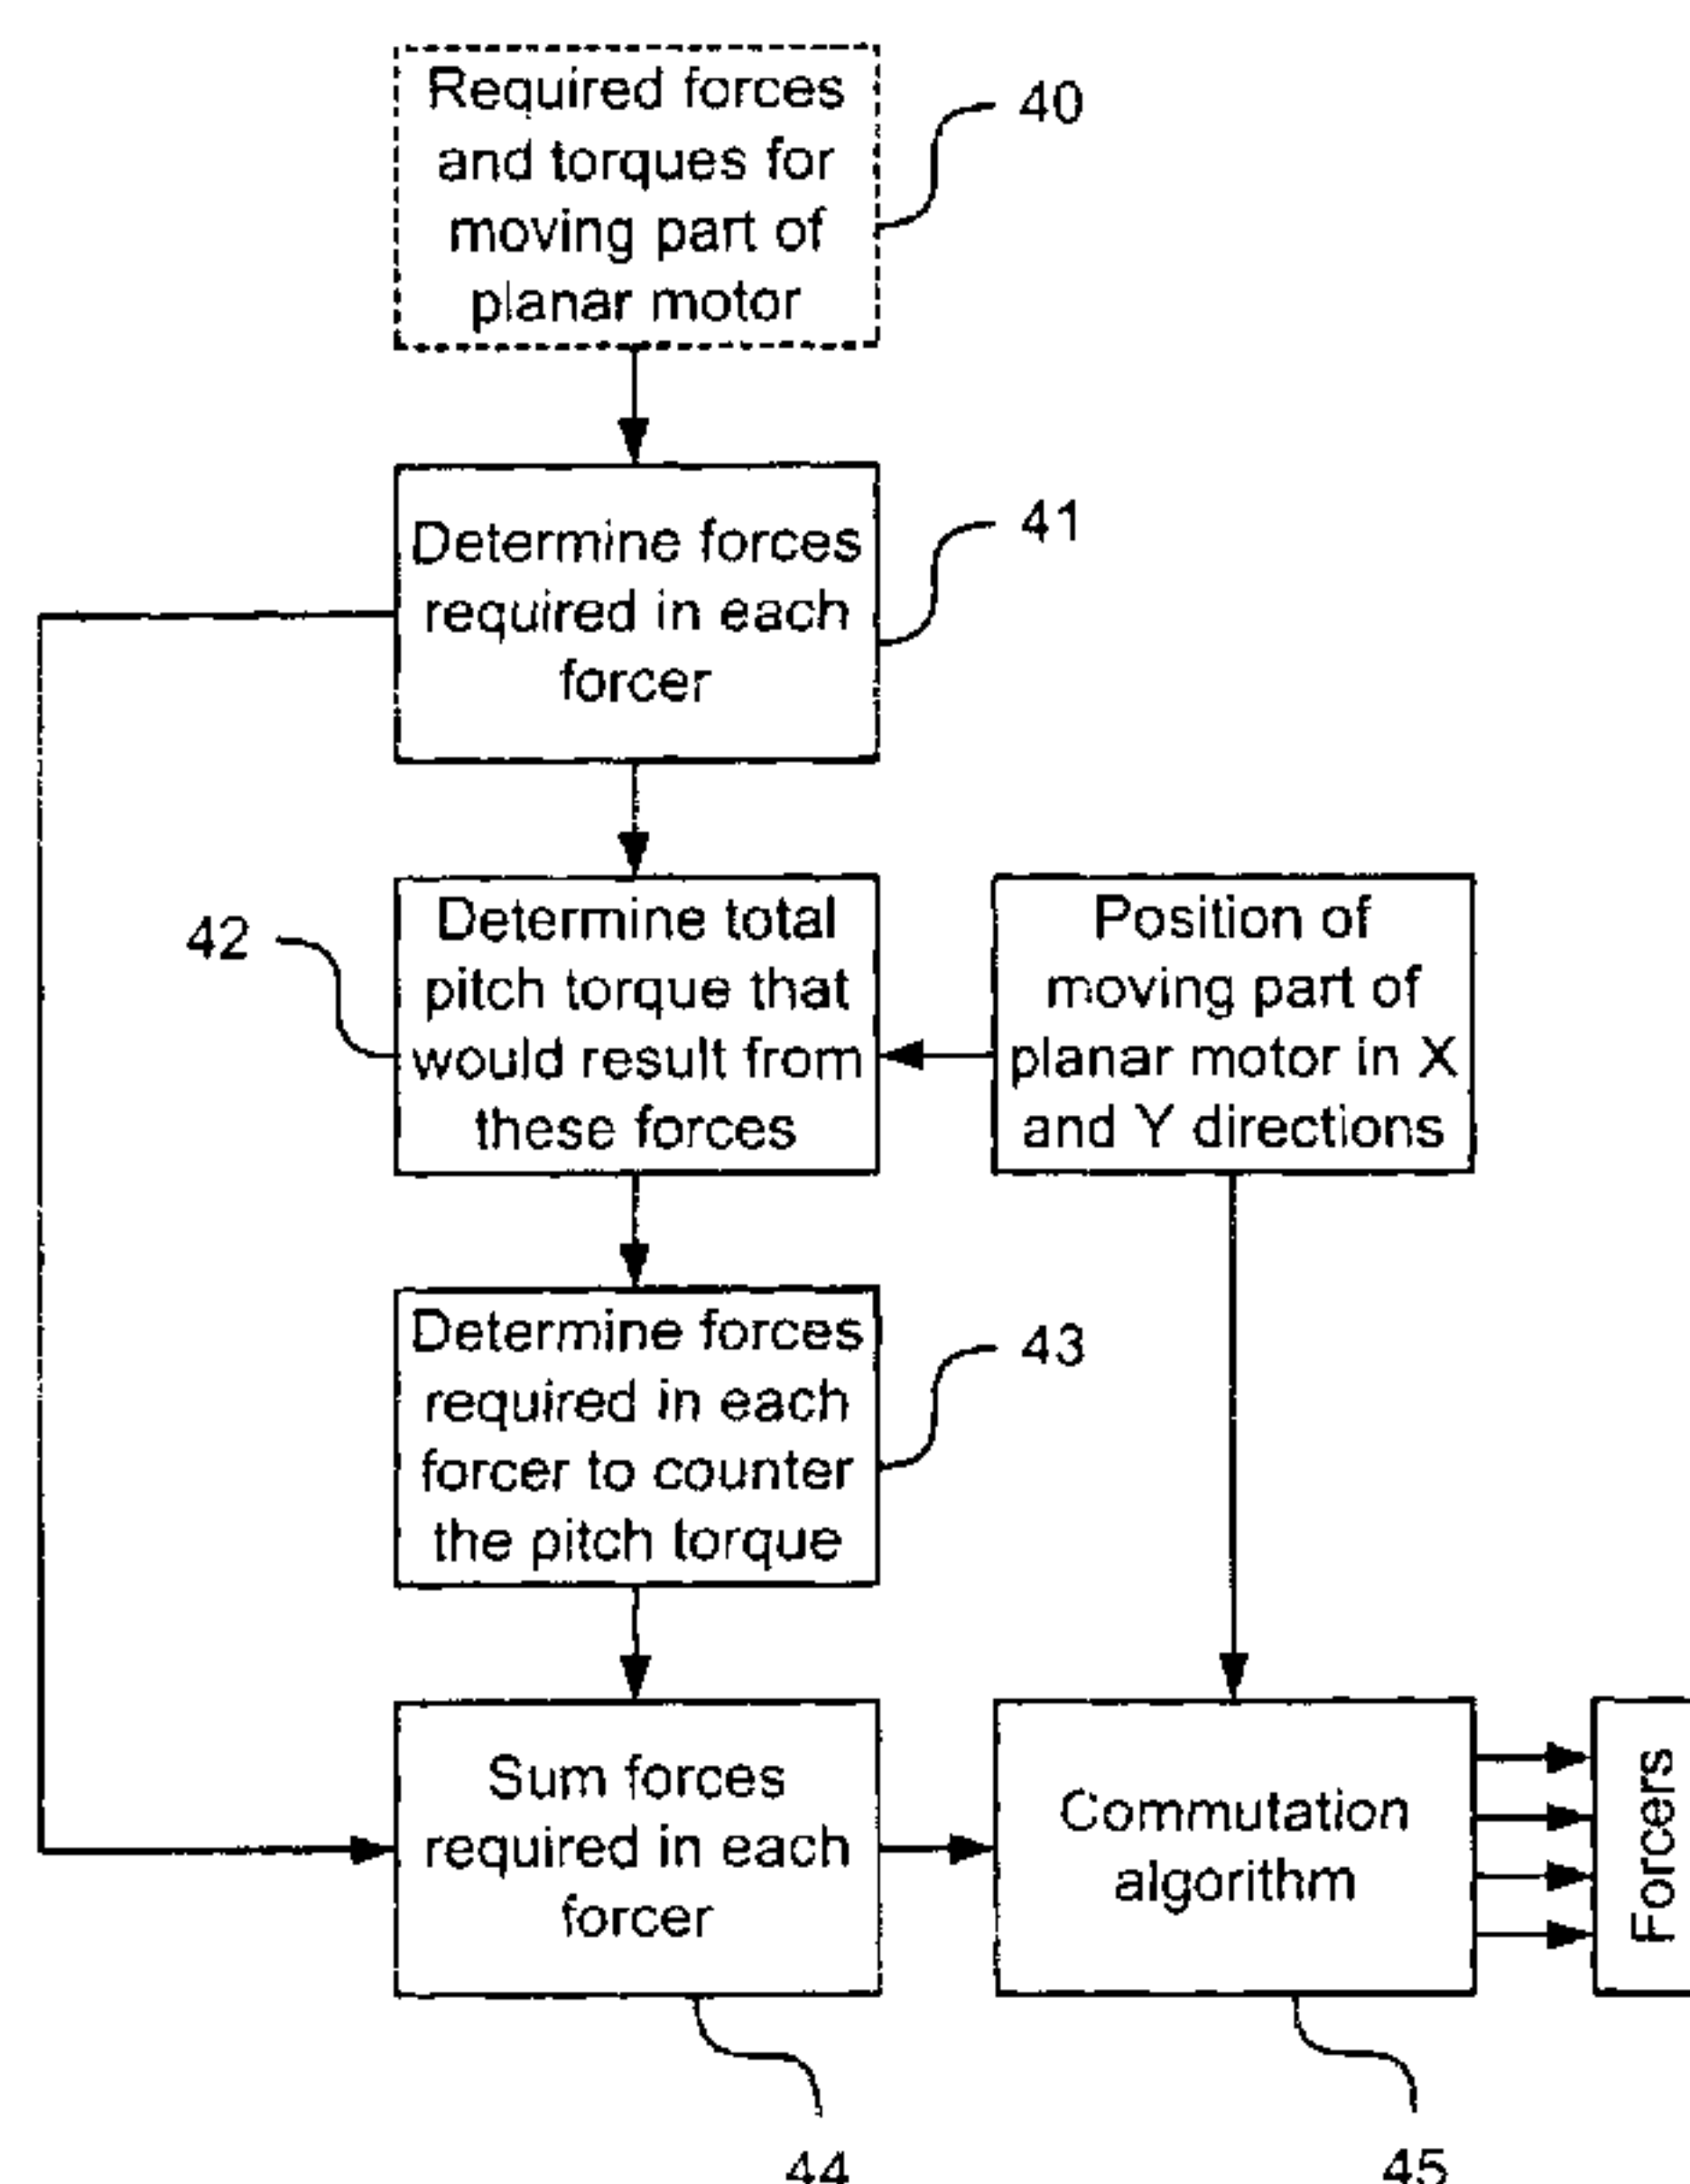 Required forces
and torques for
moving part of
planar motor
40
Determine forces
required in each
forcer
41
42
Determine total
pitch torque that
would result from
these forces
Position of
moving part of
planar motor in X
and Y directions
Determine forces
required in each
forcer to counter
the pitch torque
43
Sum forces
required in each
forcer
Commutation
algorithm
Forcers
44
45